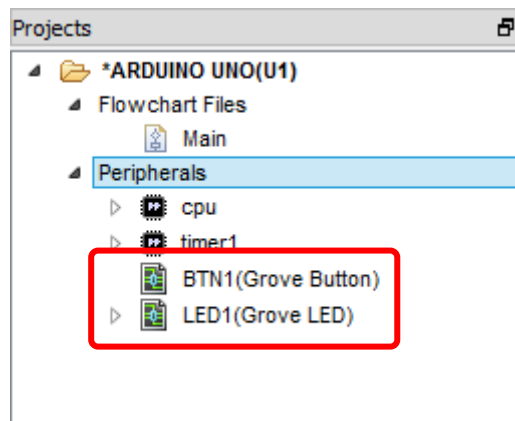 Projects
*ARDUINO UNO(U1)
Flowchart Files
Main
Peripherals
cpu
timer1
BTN1(Grove Button)
LED1(Grove LED)